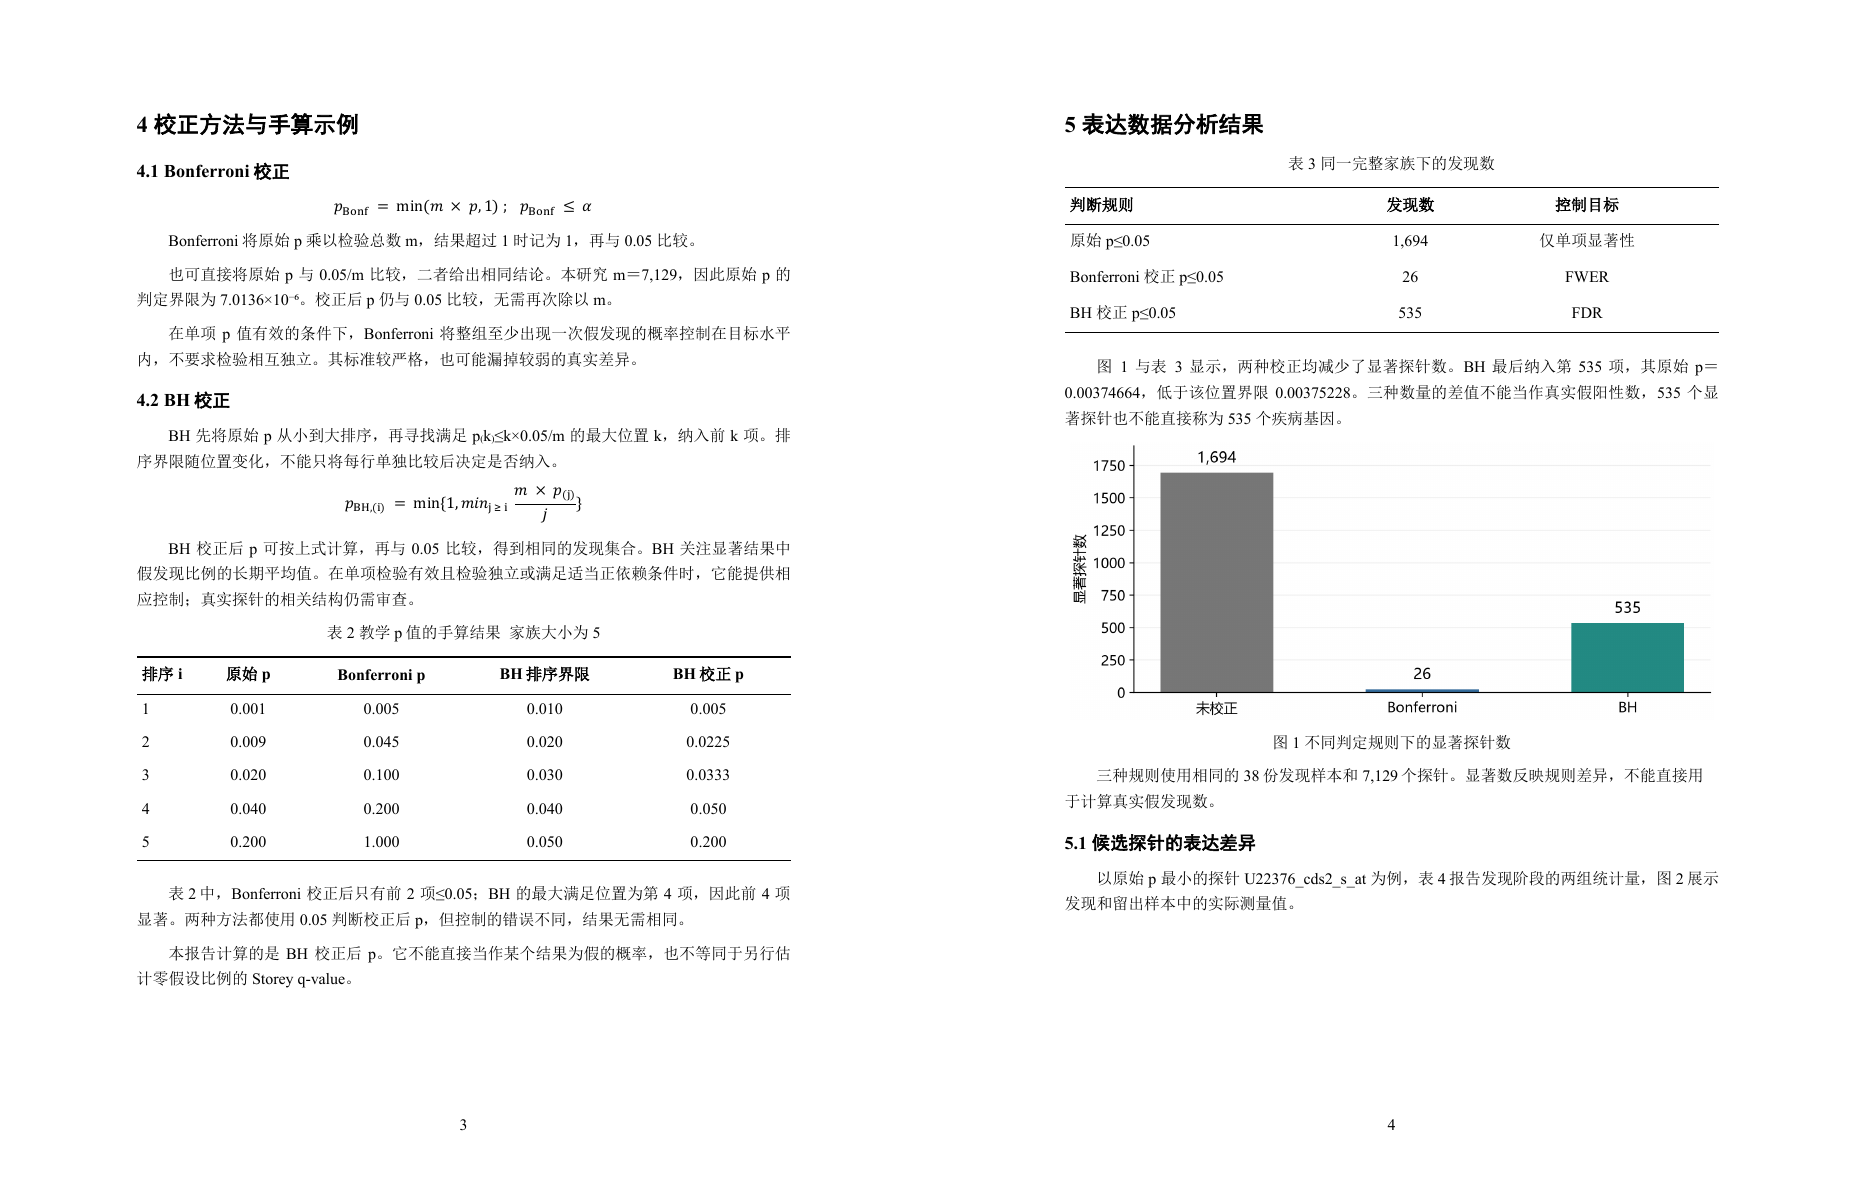 4 校正方法与手算示例
4.1 Bonferroni 校正
p_Bonf = min(m × p, 1) ; p_Bonf ≤ α
Bonferroni 将原始 p 乘以检验总数 m，结果超过 1 时记为 1，再与 0.05 比较。
也可直接将原始 p 与 0.05/m 比较，二者给出相同结论。本研究 m＝7,129，因此原始 p 的
判定界限为 7.0136×10⁻⁶。校正后 p 仍与 0.05 比较，无需再次除以 m。
在单项 p 值有效的条件下，Bonferroni 将整组至少出现一次假发现的概率控制在目标水平
内，不要求检验相互独立。其标准较严格，也可能漏掉较弱的真实差异。
4.2 BH 校正
BH 先将原始 p 从小到大排序，再寻找满足 p₍k₎≤k×0.05/m 的最大位置 k，纳入前 k 项。排
序界限随位置变化，不能只将每行单独比较后决定是否纳入。
p_BH,(i) = min{1, min_j ≥ i (m × p_(j))/j}
BH 校正后 p 可按上式计算，再与 0.05 比较，得到相同的发现集合。BH 关注显著结果中
假发现比例的长期平均值。在单项检验有效且检验独立或满足适当正依赖条件时，它能提供相
应控制；真实探针的相关结构仍需审查。
表 2 教学 p 值的手算结果 家族大小为 5
排序 i 原始 p Bonferroni p BH 排序界限 BH 校正 p
1 0.001 0.005 0.010 0.005
2 0.009 0.045 0.020 0.0225
3 0.020 0.100 0.030 0.0333
4 0.040 0.200 0.040 0.050
5 0.200 1.000 0.050 0.200
表 2 中，Bonferroni 校正后只有前 2 项≤0.05；BH 的最大满足位置为第 4 项，因此前 4 项
显著。两种方法都使用 0.05 判断校正后 p，但控制的错误不同，结果无需相同。
本报告计算的是 BH 校正后 p。它不能直接当作某个结果为假的概率，也不等同于另行估
计零假设比例的 Storey q-value。
3
5 表达数据分析结果
表 3 同一完整家族下的发现数
判断规则 发现数 控制目标
原始 p≤0.05 1,694 仅单项显著性
Bonferroni 校正 p≤0.05 26 FWER
BH 校正 p≤0.05 535 FDR
图 1 与表 3 显示，两种校正均减少了显著探针数。BH 最后纳入第 535 项，其原始 p＝
0.00374664，低于该位置界限 0.00375228。三种数量的差值不能当作真实假阳性数，535 个显
著探针也不能直接称为 535 个疾病基因。
显著探针数
1750
1500
1250
1000
750
500
250
0
1,694
26
535
未校正 Bonferroni BH
图 1 不同判定规则下的显著探针数
三种规则使用相同的 38 份发现样本和 7,129 个探针。显著数反映规则差异，不能直接用
于计算真实假发现数。
5.1 候选探针的表达差异
以原始 p 最小的探针 U22376_cds2_s_at 为例，表 4 报告发现阶段的两组统计量，图 2 展示
发现和留出样本中的实际测量值。
4